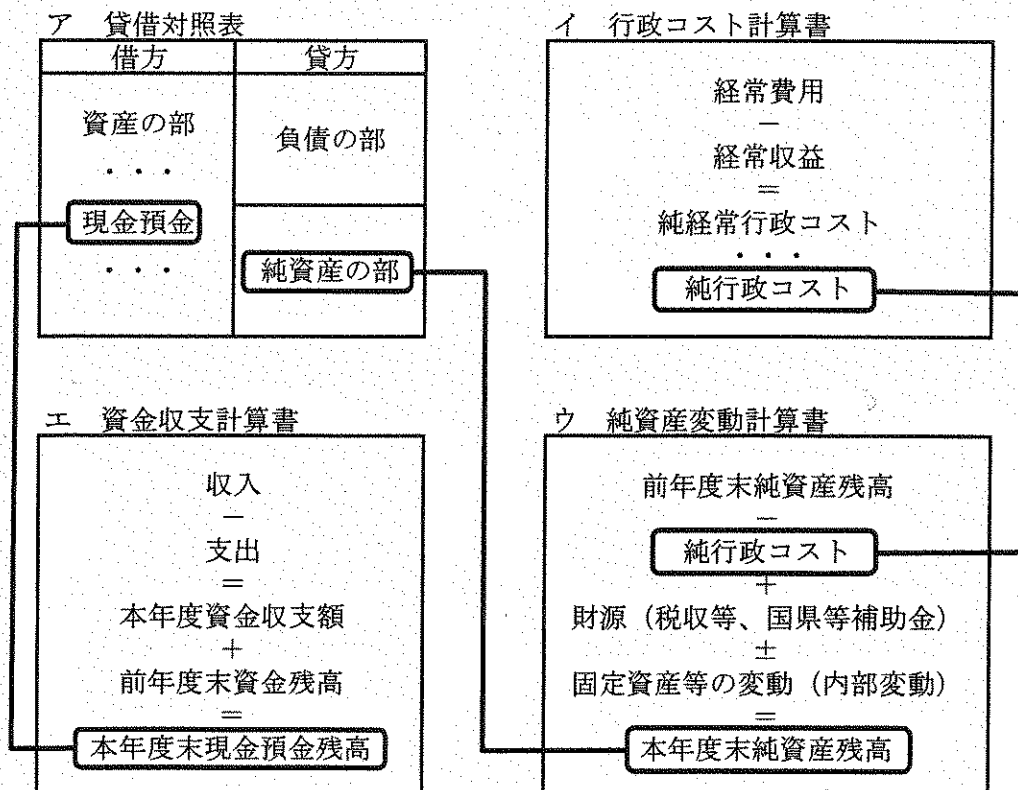 ア 貸借対照表
借方 貸方
資産の部
・・・
現金預金
・・・
負債の部
純資産の部
イ 行政コスト計算書
経常費用
－
経常収益
＝
純経常行政コスト
・・・
純行政コスト
エ 資金収支計算書
収入
－
支出
＝
本年度資金収支額
＋
前年度末資金残高
＝
本年度末現金預金残高
ウ 純資産変動計算書
前年度末純資産残高
－
純行政コスト
＋
財源（税収等、国県等補助金）
±
固定資産等の変動（内部変動）
＝
本年度末純資産残高